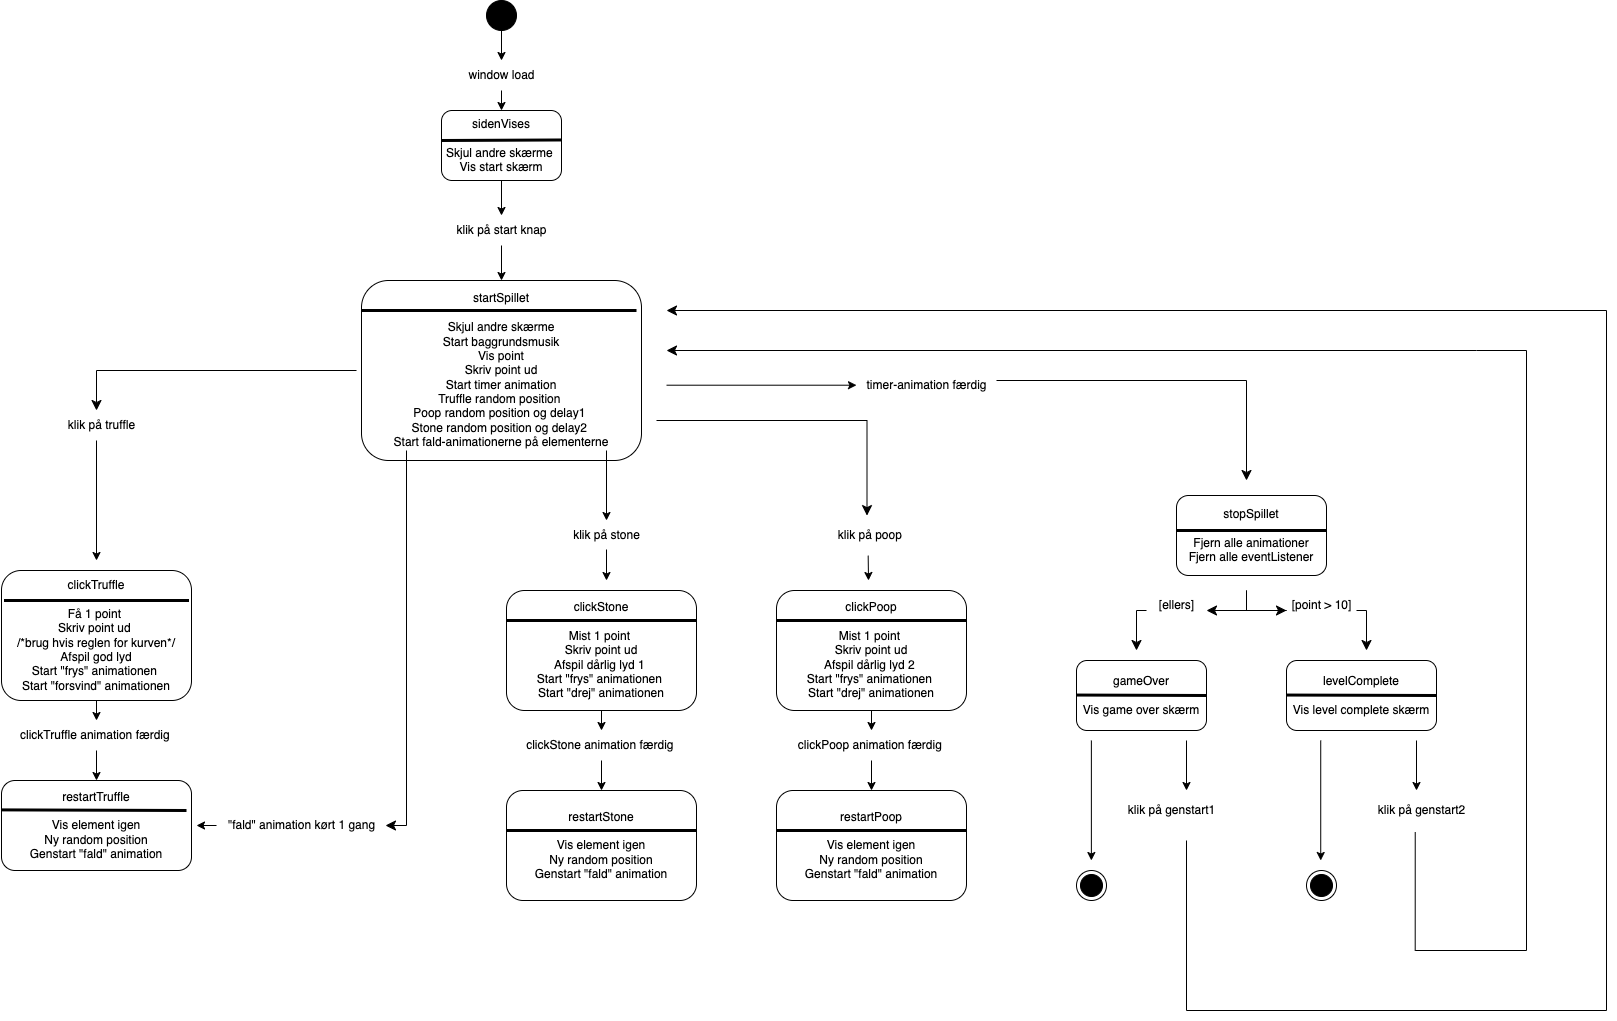 window load
sidenVises
Skjul andre skærme
Vis start skærm
klik på start knap
startSpillet
Skjul andre skærme
Start baggrundsmusik
Vis point
Skriv point ud
Start timer animation
Truffle random position
Poop random position og delay1
Stone random position og delay2
Start fald-animationerne på elementerne
timer-animation færdig
klik på truffle
klik på stone
klik på poop
stopSpillet
Fjern alle animationer
Fjern alle eventListener
[ellers]
[point > 10]
clickTruffle
Få 1 point
Skriv point ud
/*brug hvis reglen for kurven*/
Afspil god lyd
Start "frys" animationen
Start "forsvind" animationen
clickStone
Mist 1 point
Skriv point ud
Afspil dårlig lyd 1
Start "frys" animationen
Start "drej" animationen
clickPoop
Mist 1 point
Skriv point ud
Afspil dårlig lyd 2
Start "frys" animationen
Start "drej" animationen
gameOver
Vis game over skærm
levelComplete
Vis level complete skærm
clickTruffle animation færdig
clickStone animation færdig
clickPoop animation færdig
restartTruffle
Vis element igen
Ny random position
Genstart "fald" animation
"fald" animation kørt 1 gang
restartStone
Vis element igen
Ny random position
Genstart "fald" animation
restartPoop
Vis element igen
Ny random position
Genstart "fald" animation
klik på genstart1
klik på genstart2